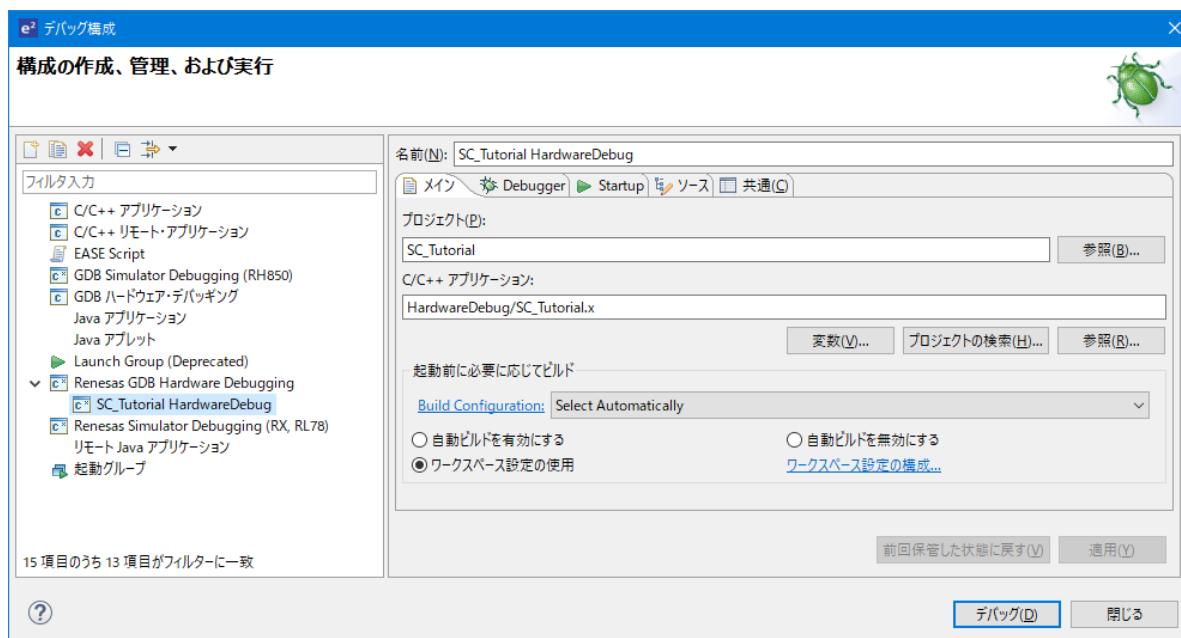 e² デバッグ構成
構成の作成、管理、および実行
フィルタ入力
C/C++ アプリケーション
C/C++ リモート・アプリケーション
EASE Script
GDB Simulator Debugging (RH850)
GDB ハードウェア・デバッギング
Java アプリケーション
Java アプレット
Launch Group (Deprecated)
Renesas GDB Hardware Debugging
SC_Tutorial HardwareDebug
Renesas Simulator Debugging (RX, RL78)
リモート Java アプリケーション
起動グループ
15 項目のうち 13 項目がフィルターに一致
名前(N): SC_Tutorial HardwareDebug
メイン Debugger Startup ソース 共通(C)
プロジェクト(P):
SC_Tutorial 参照(B)...
C/C++ アプリケーション:
HardwareDebug/SC_Tutorial.x
変数(V)... プロジェクトの検索(H)... 参照(R)...
起動前に必要に応じてビルド
Build Configuration: Select Automatically
自動ビルドを有効にする 自動ビルドを無効にする
ワークスペース設定の使用 ワークスペース設定の構成...
前回保管した状態に戻す(V) 適用(Y)
デバッグ(D) 閉じる